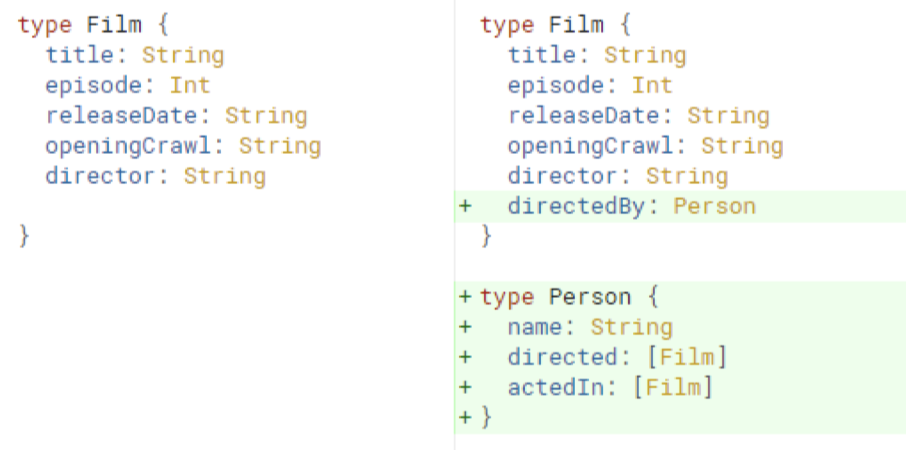 type Film {
  title: String
  episode: Int
  releaseDate: String
  openingCrawl: String
  director: String
}
type Film {
  title: String
  episode: Int
  releaseDate: String
  openingCrawl: String
  director: String
+  directedBy: Person
}
+ type Person {
+   name: String
+   directed: [Film]
+   actedIn: [Film]
+ }